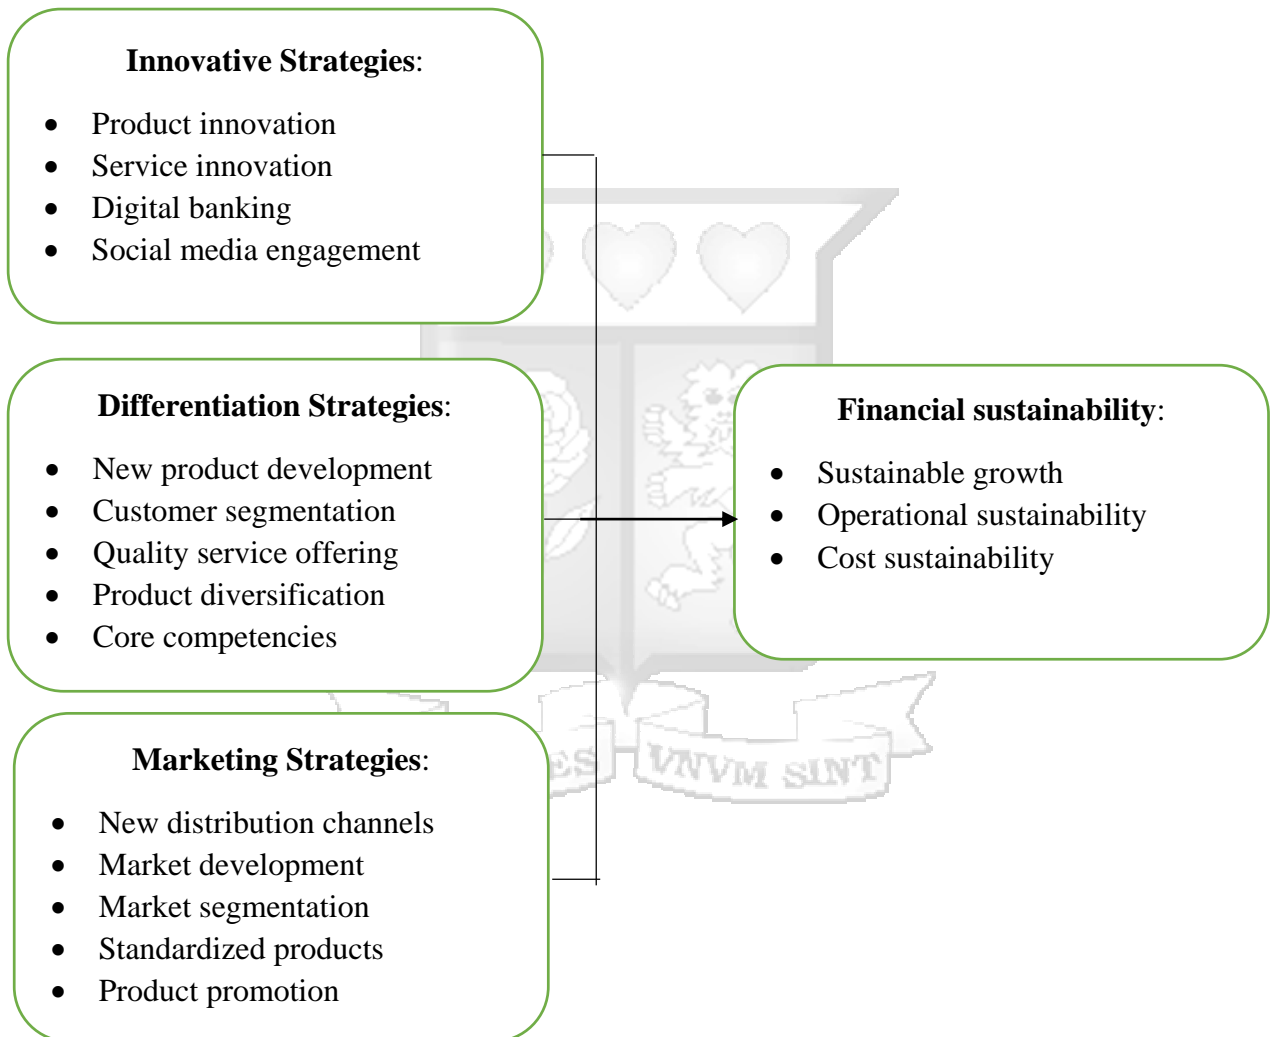 Innovative Strategies:
• Product innovation
• Service innovation
• Digital banking
• Social media engagement
Differentiation Strategies:
• New product development
• Customer segmentation
• Quality service offering
• Product diversification
• Core competencies
Marketing Strategies:
• New distribution channels
• Market development
• Market segmentation
• Standardized products
• Product promotion
Financial sustainability:
• Sustainable growth
• Operational sustainability
• Cost sustainability
VNVM SINT